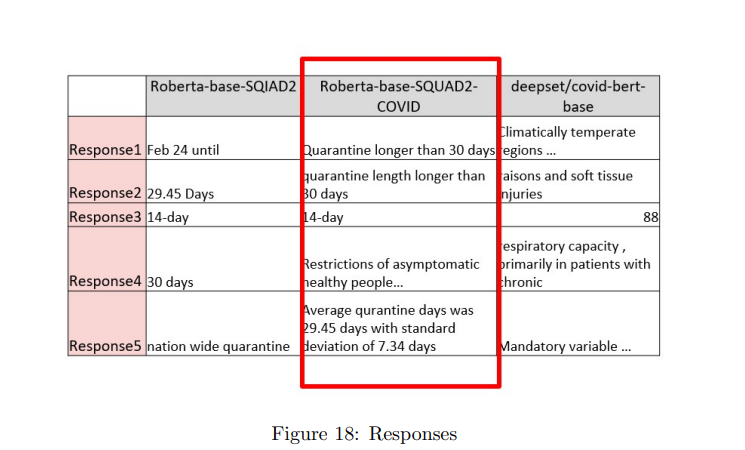 Roberta-base-SQIAD2
Roberta-base-SQUAD2-
COVID
deepset/covid-bert-
base
Response1
Feb 24 until
Quarantine longer than 30 days
Climatically temperate
regions ...
Response2
29.45 Days
quarantine length longer than
30 days
raisons and soft tissue
injuries
Response3
14-day
14-day
88
Response4
30 days
Restrictions of asymptomatic
healthy people...
respiratory capacity ,
primarily in patients with
chronic
Response5
nation wide quarantine
Average qurantine days was
29.45 days with standard
deviation of 7.34 days
Mandatory variable ...
Figure 18: Responses